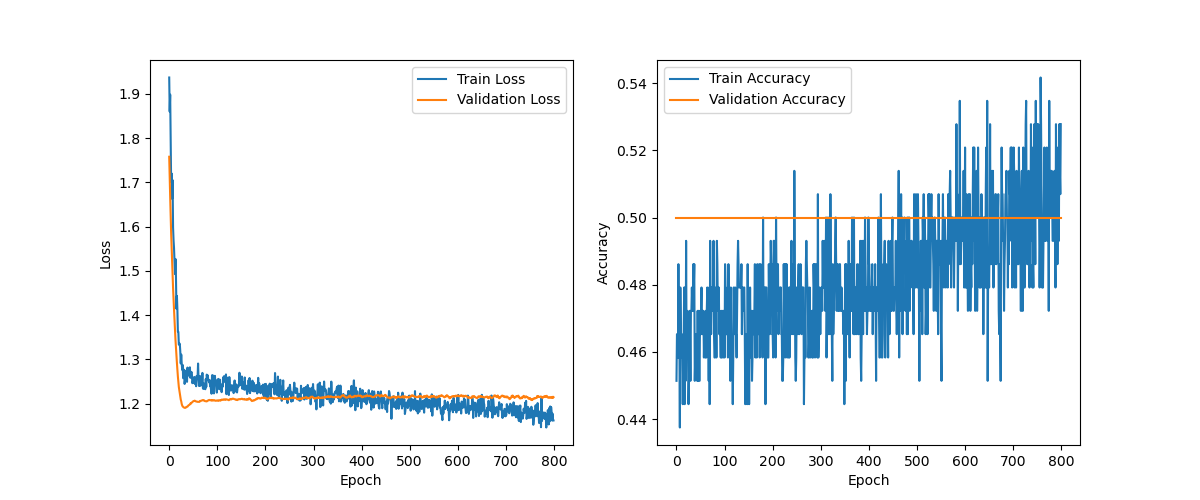 Train Loss
Validation Loss
1.9
1.8
1.7
1.6
1.5
1.4
1.3
1.2
Loss
0 100 200 300 400 500 600 700 800
Epoch
Train Accuracy
Validation Accuracy
0.54
0.52
0.50
0.48
0.46
0.44
Accuracy
0 100 200 300 400 500 600 700 800
Epoch